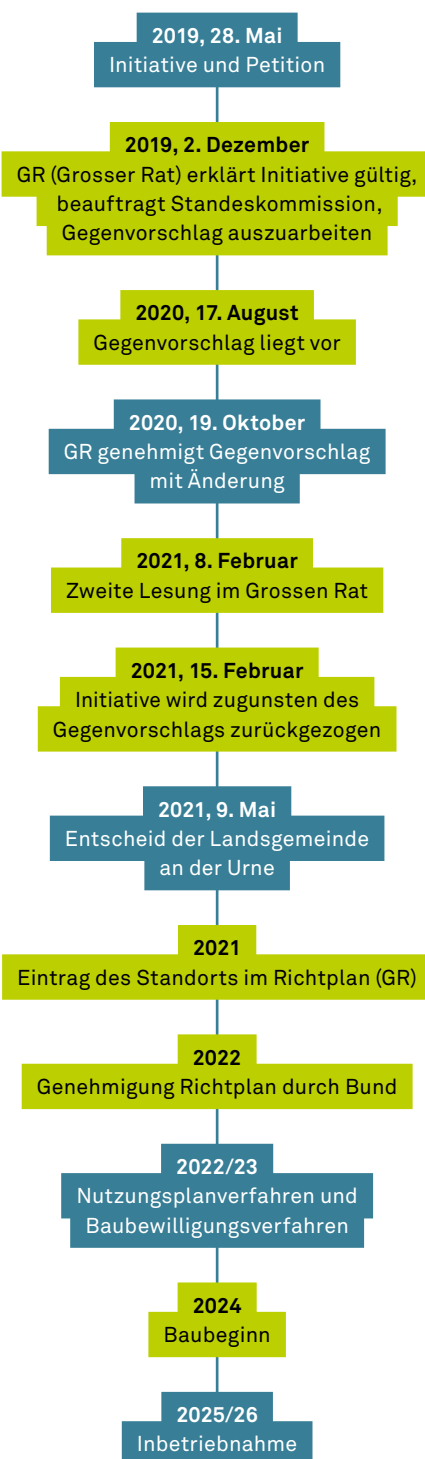 2019, 28. Mai
Initiative und Petition
2019, 2. Dezember
GR (Grosser Rat) erklärt Initiative gültig,
beauftragt Standeskommission,
Gegenvorschlag auszuarbeiten
2020, 17. August
Gegenvorschlag liegt vor
2020, 19. Oktober
GR genehmigt Gegenvorschlag
mit Änderung
2021, 8. Februar
Zweite Lesung im Grossen Rat
2021, 15. Februar
Initiative wird zugunsten des
Gegenvorschlags zurückgezogen
2021, 9. Mai
Entscheid der Landsgemeinde
an der Urne
2021
Eintrag des Standorts im Richtplan (GR)
2022
Genehmigung Richtplan durch Bund
2022/23
Nutzungsplanverfahren und
Baubewilligungsverfahren
2024
Baubeginn
2025/26
Inbetriebnahme